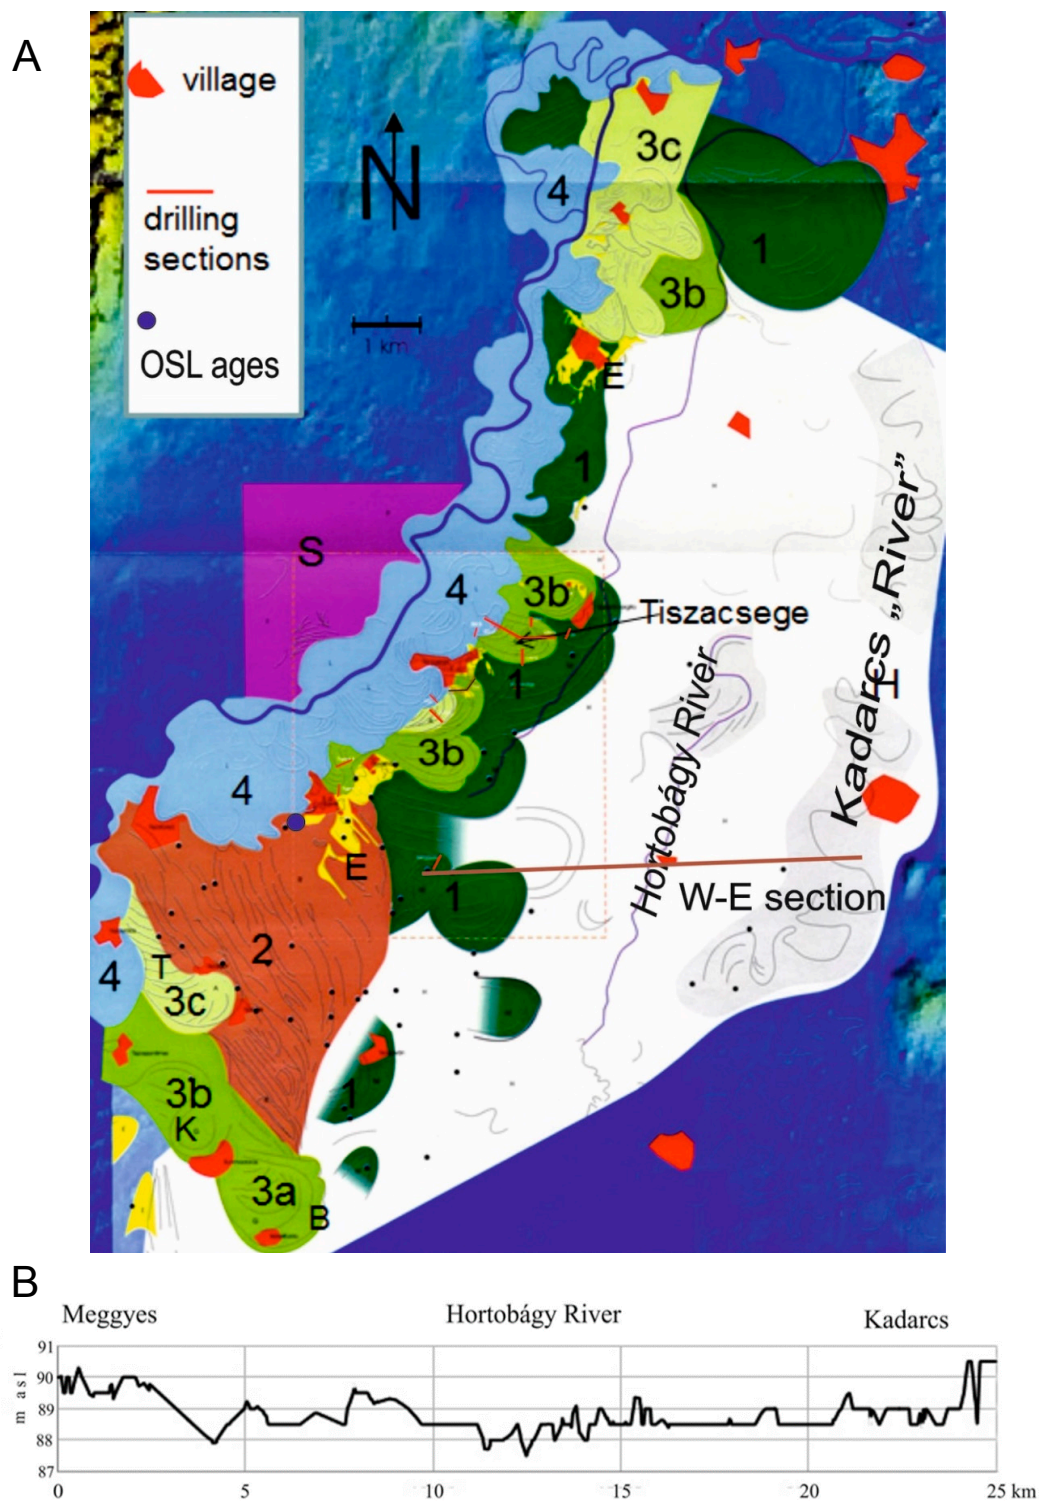 A
village
drilling
sections
OSL ages
N
1 km
3c
4
1
3b
E
1
S
4
3b
Tiszacsege
1
3b
4
E
1
Hortobágy River
Kadarcs „River”
H
W-E section
2
T
3c
4
3b
K
1
3a
B
B
Meggyes
Hortobágy River
Kadarcs
m asl
91
90
89
88
87
0
5
10
15
20
25 km